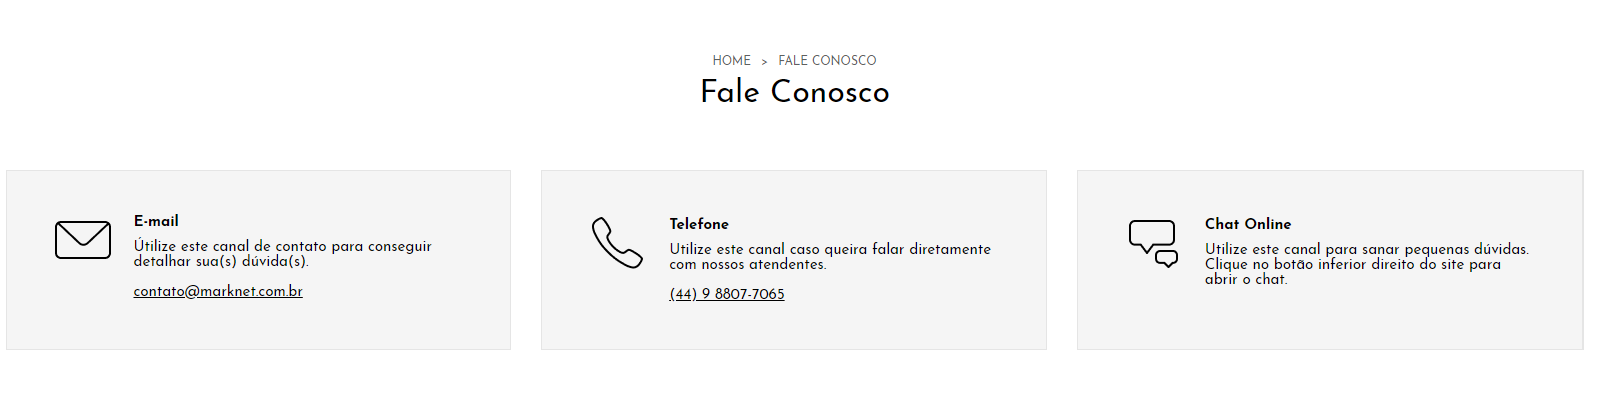 HOME > FALE CONOSCO
Fale Conosco
E-mail
Útilize este canal de contato para conseguir
detalhar sua(s) dúvida(s).
contato@marknet.com.br
Telefone
Utilize este canal caso queira falar diretamente
com nossos atendentes.
(44) 9 8807-7065
Chat Online
Utilize este canal para sanar pequenas dúvidas.
Clique no botão inferior direito do site para
abrir o chat.